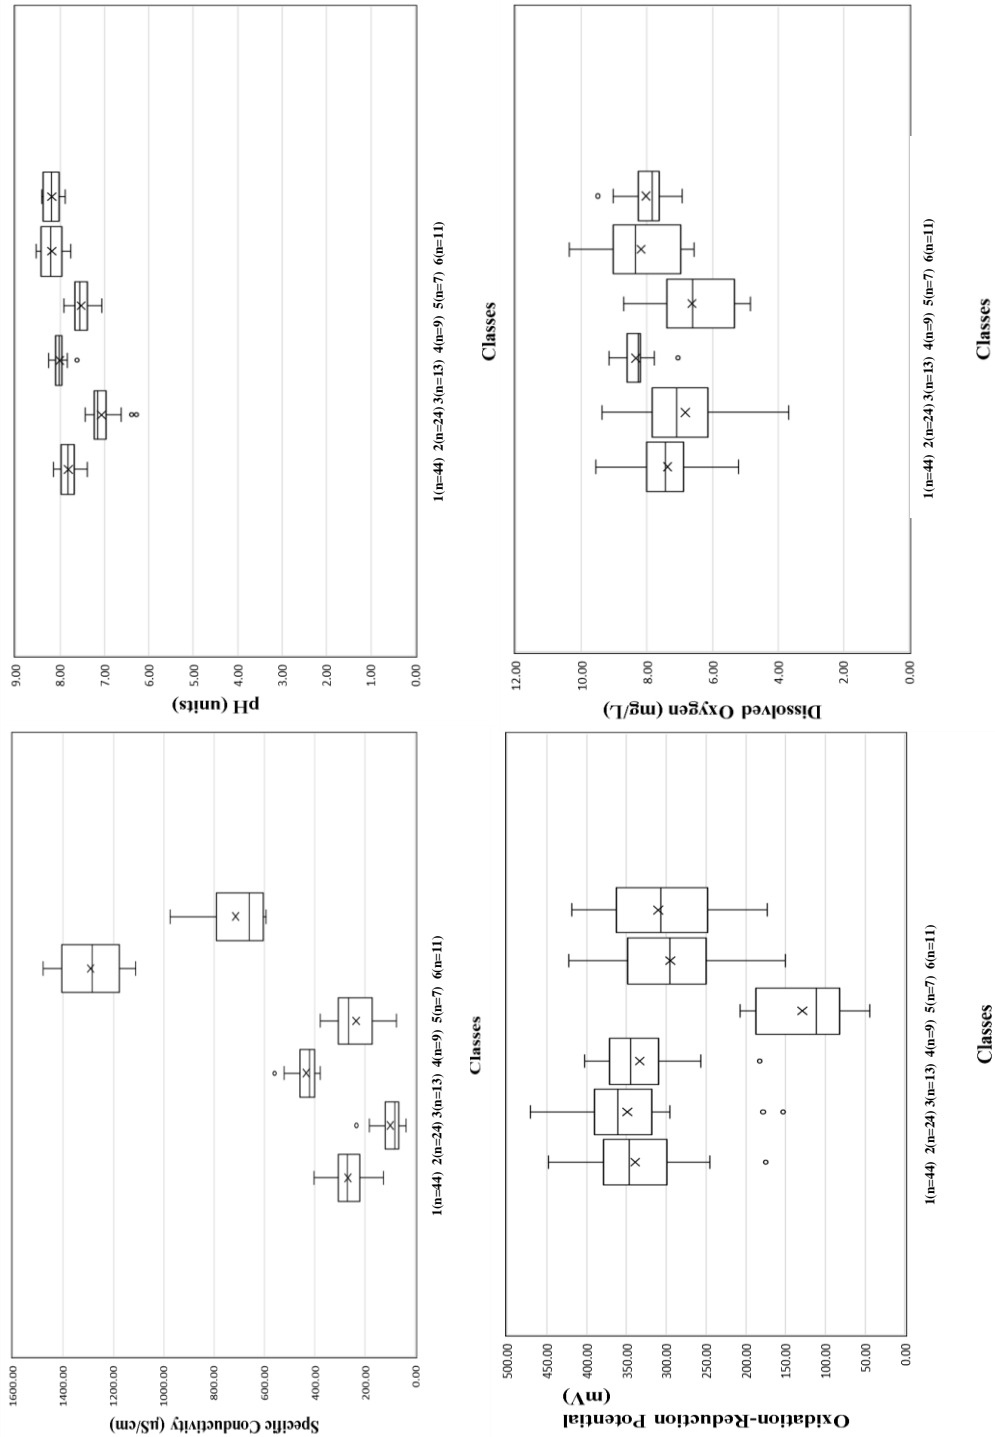 9.00
8.00
7.00
6.00
5.00
4.00
3.00
2.00
1.00
0.00
pH (units)
1(n=44) 2(n=24) 3(n=13) 4(n=9) 5(n=7) 6(n=11)
Classes
12.00
10.00
8.00
6.00
4.00
2.00
0.00
Dissolved Oxygen (mg/L)
1(n=44) 2(n=24) 3(n=13) 4(n=9) 5(n=7) 6(n=11)
Classes
1600.00
1400.00
1200.00
1000.00
800.00
600.00
400.00
200.00
0.00
Specific Conductivity (µS/cm)
1(n=44) 2(n=24) 3(n=13) 4(n=9) 5(n=7) 6(n=11)
Classes
500.00
450.00
400.00
350.00
300.00
250.00
200.00
150.00
100.00
50.00
0.00
Oxidation-Reduction Potential
(mV)
1(n=44) 2(n=24) 3(n=13) 4(n=9) 5(n=7) 6(n=11)
Classes